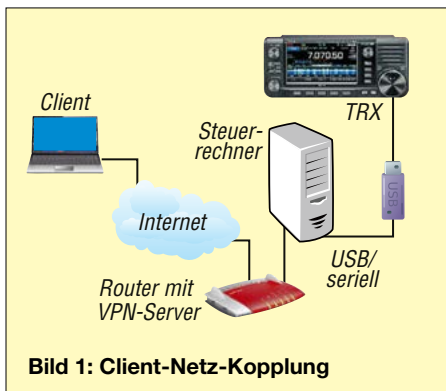 Client
7.070.50
TRX
Steuer-
rechner
Internet
USB
USB/
seriell
Router mit
VPN-Server
Bild 1: Client-Netz-Kopplung